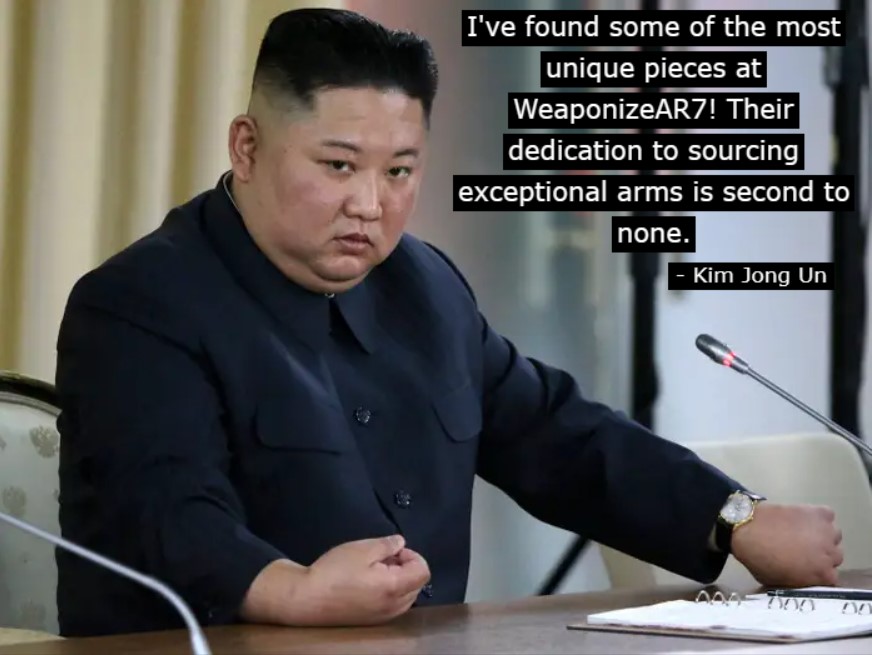 I've found some of the most
unique pieces at
WeaponizeAR7! Their
dedication to sourcing
exceptional arms is second to
none.
- Kim Jong Un